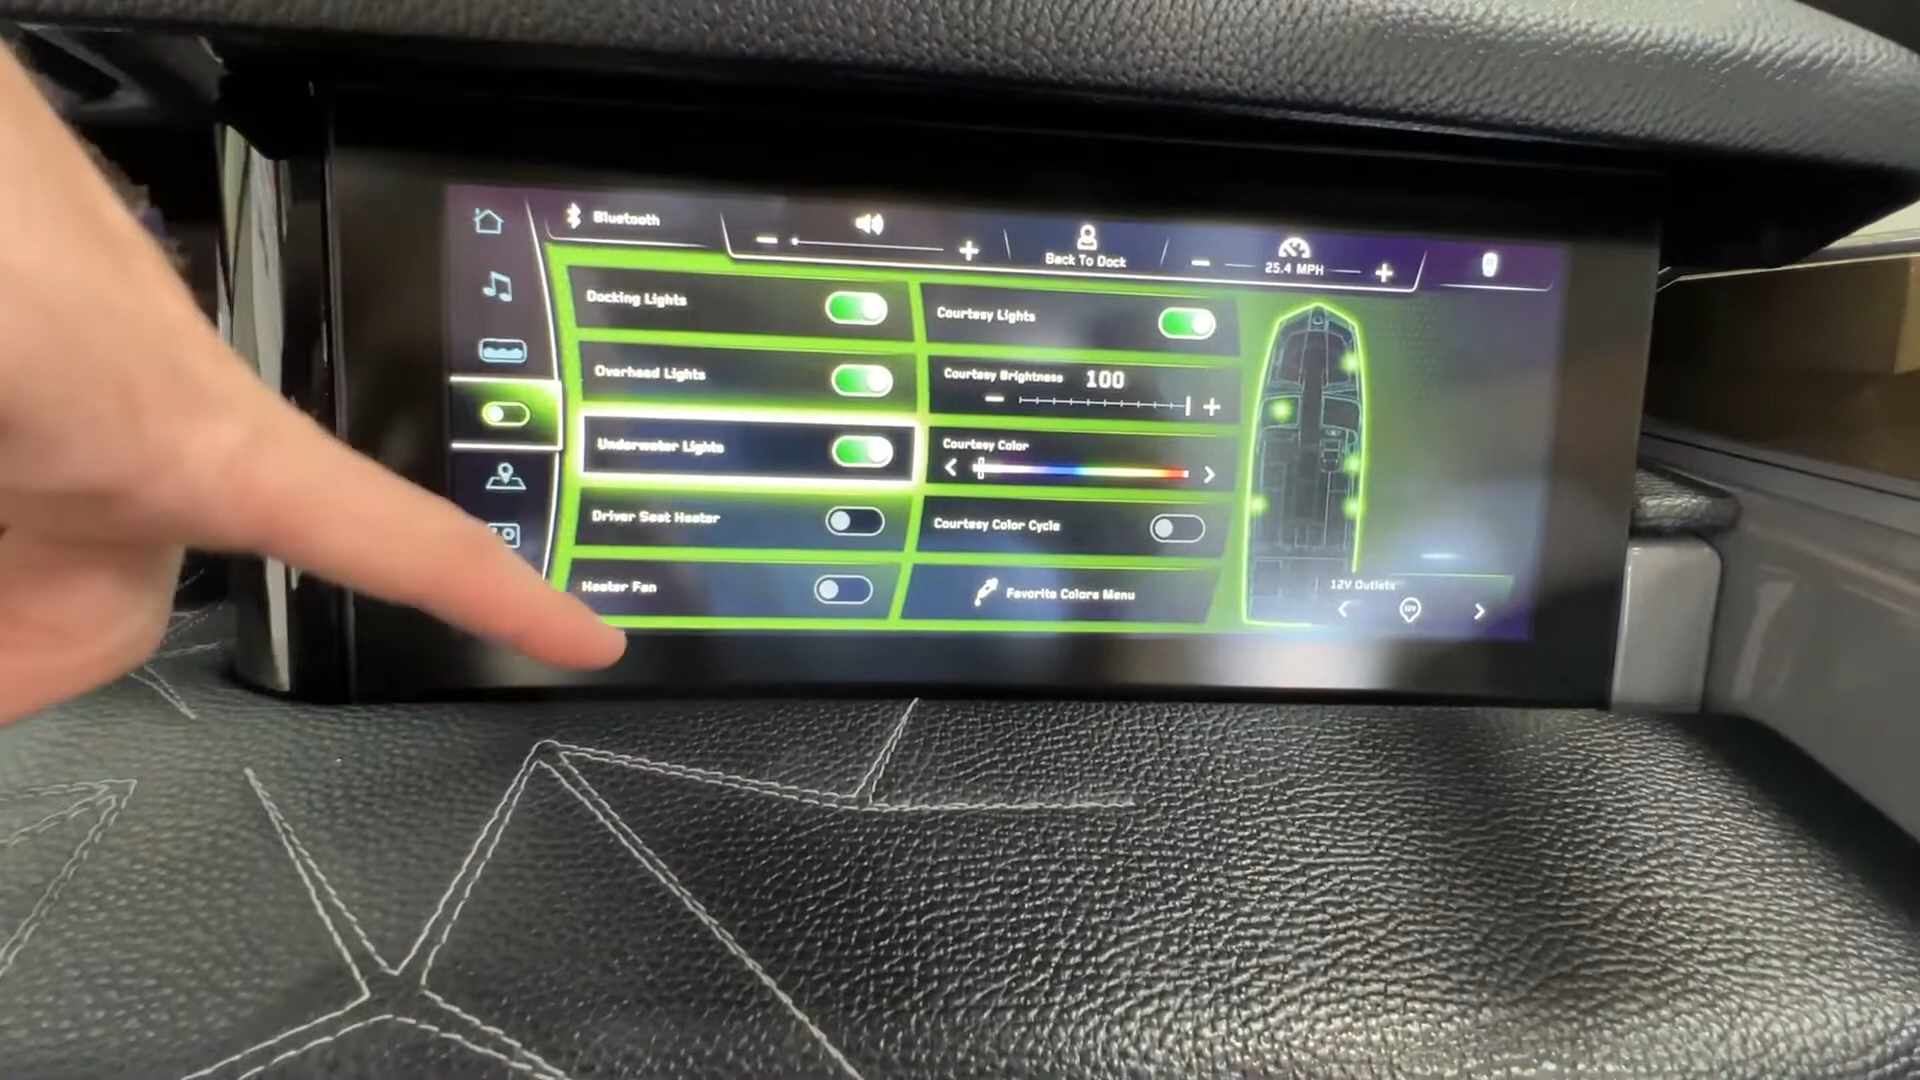 Bluetooth
Back To Dock
25.4 MPH
Docking Lights
Courtesy Lights
Overhead Lights
Courtesy Brightness 100
Underwater Lights
Courtesy Color
Driver Seat Heater
Courtesy Color Cycle
Heater Fan
Favorite Colors Menu
12V Outlets
12V